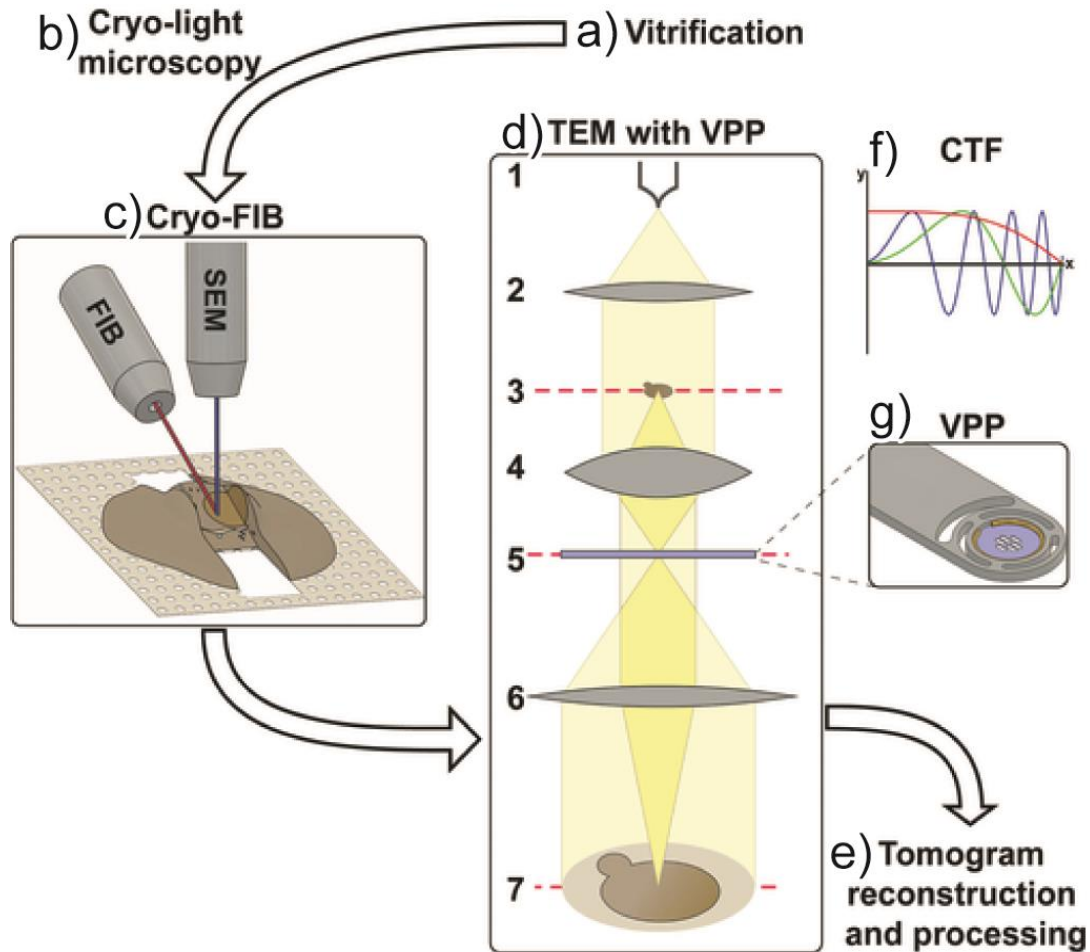 b) Cryo-light
microscopy
a) Vitrification
c) Cryo-FIB
FIB
SEM
d) TEM with VPP
1
2
3
4
5
6
7
f) CTF
y
x
g) VPP
e) Tomogram
reconstruction
and processing